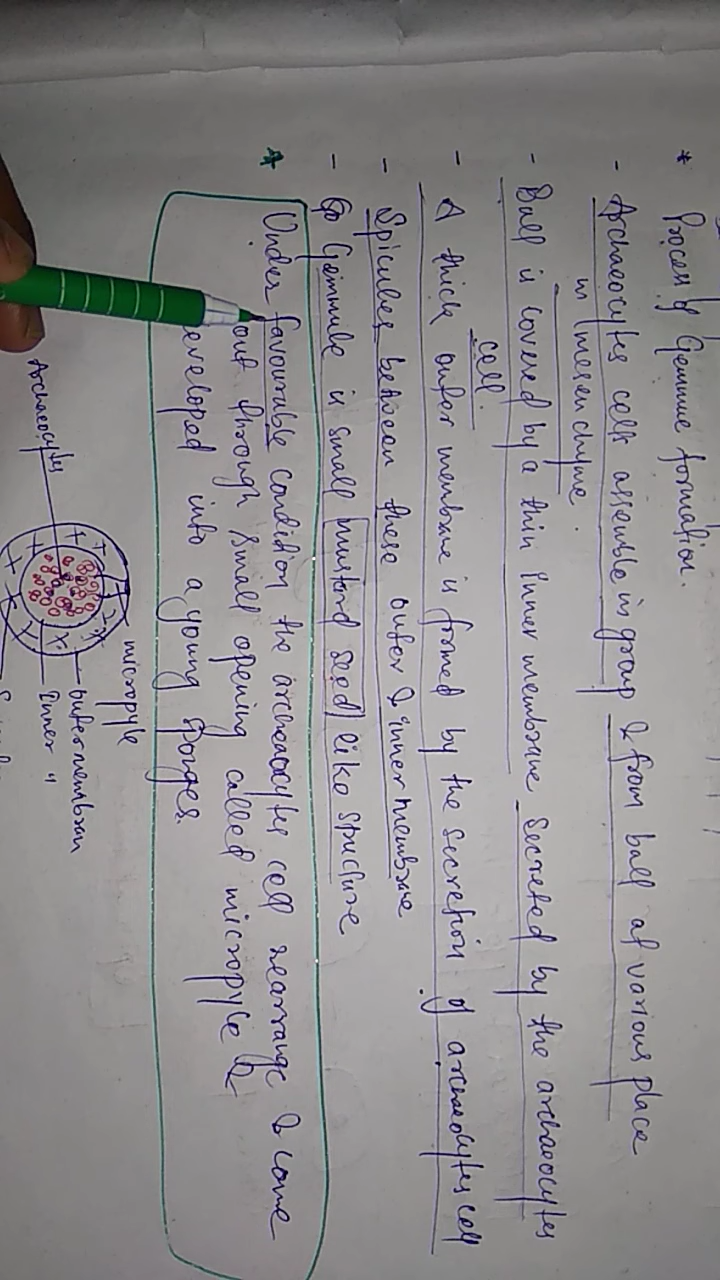 * Process of Gemmule formation.
- Archaeocytes cells assemble in group & from ball at various place
in mesenchyme.
- Ball is covered by a thin inner membrane secreted by the archaeocytes
cell.
- A thick outer membrane is formed by the secretion of archaeocytes cell
- Spicules between these outer & inner membrane
- Gemmule is small mustard seed like structure
* Under favourable condition the archaeocytes cell rearrange & come
out through small opening called micropyle &
eveloped into a young sponges.
Archaeocytes
micropyle
outer membran
Inner "